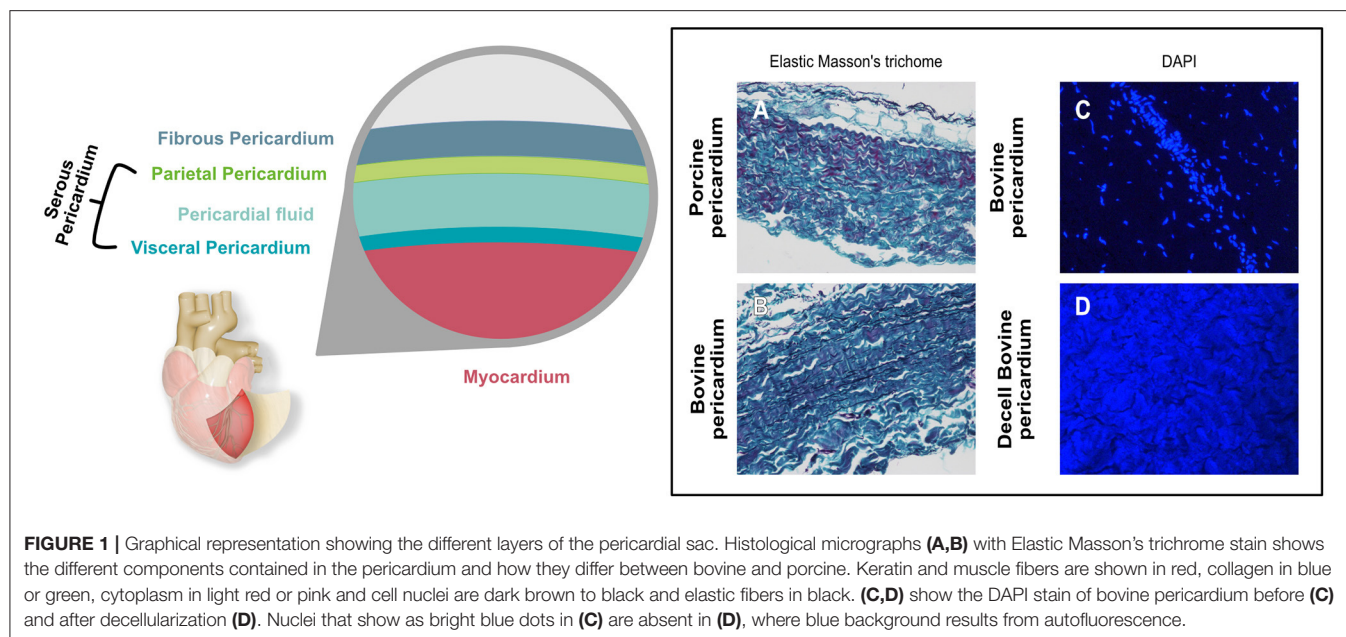 Fibrous Pericardium
Serous
Pericardium
Parietal Pericardium
Pericardial fluid
Visceral Pericardium
Myocardium
Elastic Masson's trichome
DAPI
Porcine
pericardium
A
Bovine
pericardium
C
Bovine
pericardium
B
Decell Bovine
pericardium
D
FIGURE 1 | Graphical representation showing the different layers of the pericardial sac. Histological micrographs (A,B) with Elastic Masson’s trichrome stain shows
the different components contained in the pericardium and how they differ between bovine and porcine. Keratin and muscle fibers are shown in red, collagen in blue
or green, cytoplasm in light red or pink and cell nuclei are dark brown to black and elastic fibers in black. (C,D) show the DAPI stain of bovine pericardium before (C)
and after decellularization (D). Nuclei that show as bright blue dots in (C) are absent in (D), where blue background results from autofluorescence.